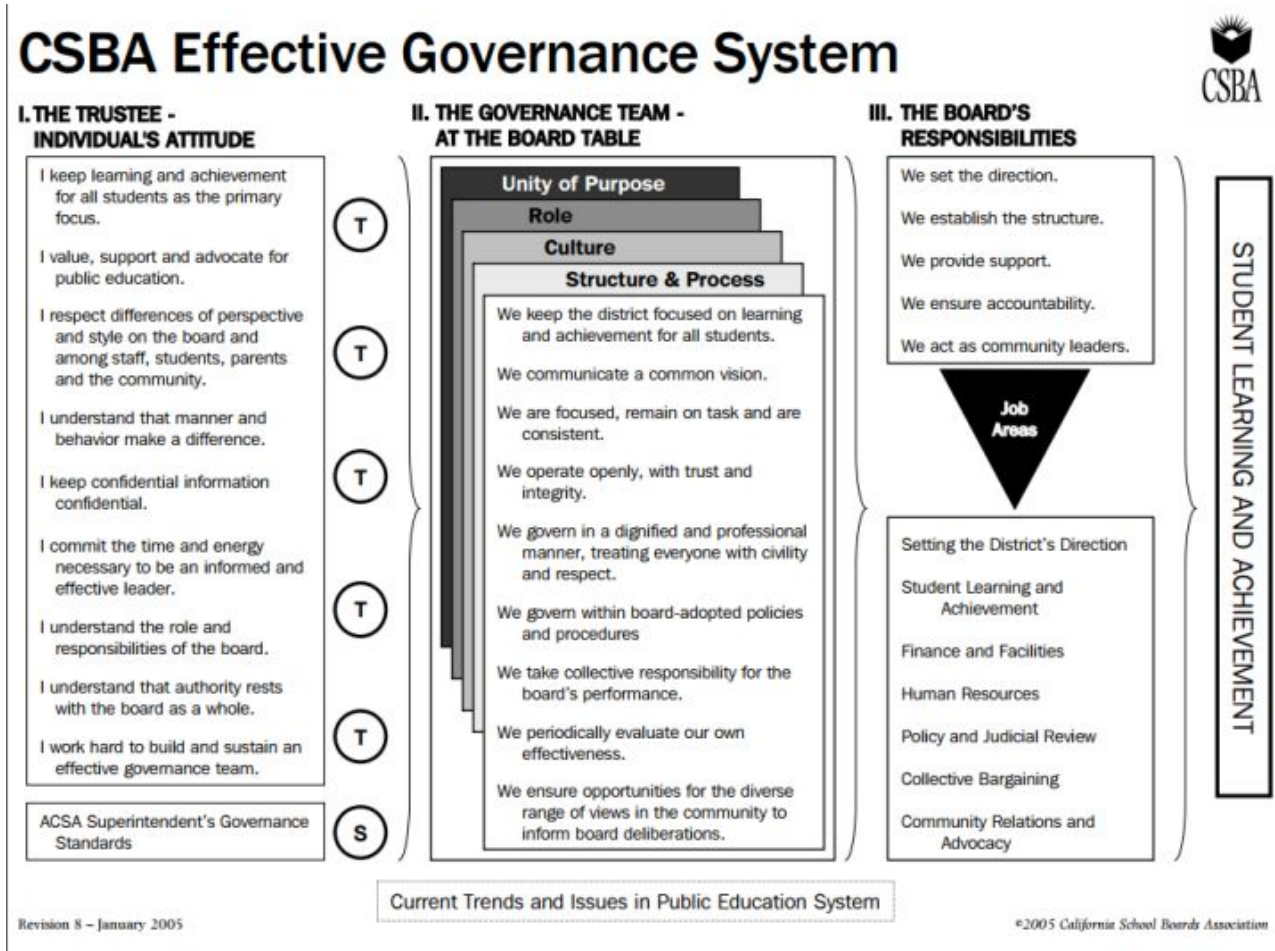 CSBA Effective Governance System
CSBA
I. THE TRUSTEE -
INDIVIDUAL'S ATTITUDE
I keep learning and achievement
for all students as the primary
focus.
I value, support and advocate for
public education.
I respect differences of perspective
and style on the board and
among staff, students, parents
and the community.
I understand that manner and
behavior make a difference.
I keep confidential information
confidential.
I commit the time and energy
necessary to be an informed and
effective leader.
I understand the role and
responsibilities of the board.
I understand that authority rests
with the board as a whole.
I work hard to build and sustain an
effective governance team.
ACSA Superintendent's Governance
Standards
T
T
T
T
T
S
II. THE GOVERNANCE TEAM -
AT THE BOARD TABLE
Unity of Purpose
Role
Culture
Structure & Process
We keep the district focused on learning
and achievement for all students.
We communicate a common vision.
We are focused, remain on task and are
consistent.
We operate openly, with trust and
integrity.
We govern in a dignified and professional
manner, treating everyone with civility
and respect.
We govern within board-adopted policies
and procedures
We take collective responsibility for the
board's performance.
We periodically evaluate our own
effectiveness.
We ensure opportunities for the diverse
range of views in the community to
inform board deliberations.
III. THE BOARD'S
RESPONSIBILITIES
We set the direction.
We establish the structure.
We provide support.
We ensure accountability.
We act as community leaders.
Job
Areas
Setting the District's Direction
Student Learning and
Achievement
Finance and Facilities
Human Resources
Policy and Judicial Review
Collective Bargaining
Community Relations and
Advocacy
STUDENT LEARNING AND ACHIEVEMENT
Current Trends and Issues in Public Education System
Revision 8 – January 2005
©2005 California School Boards Association